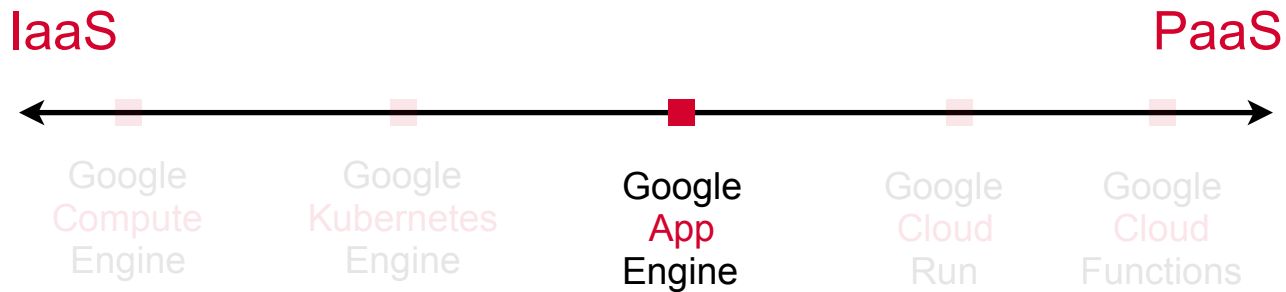 IaaS
PaaS
Google
Compute
Engine
Google
Kubernetes
Engine
Google
App
Engine
Google
Cloud
Run
Google
Cloud
Functions